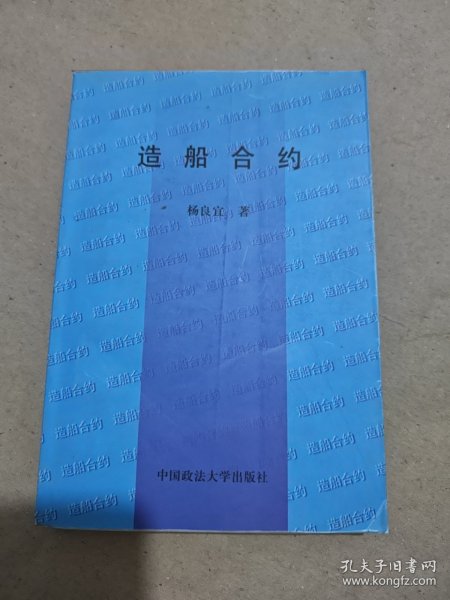 造船合约
杨良宜 著
中国政法大学出版社
孔夫子旧书网
www.kongfz.com